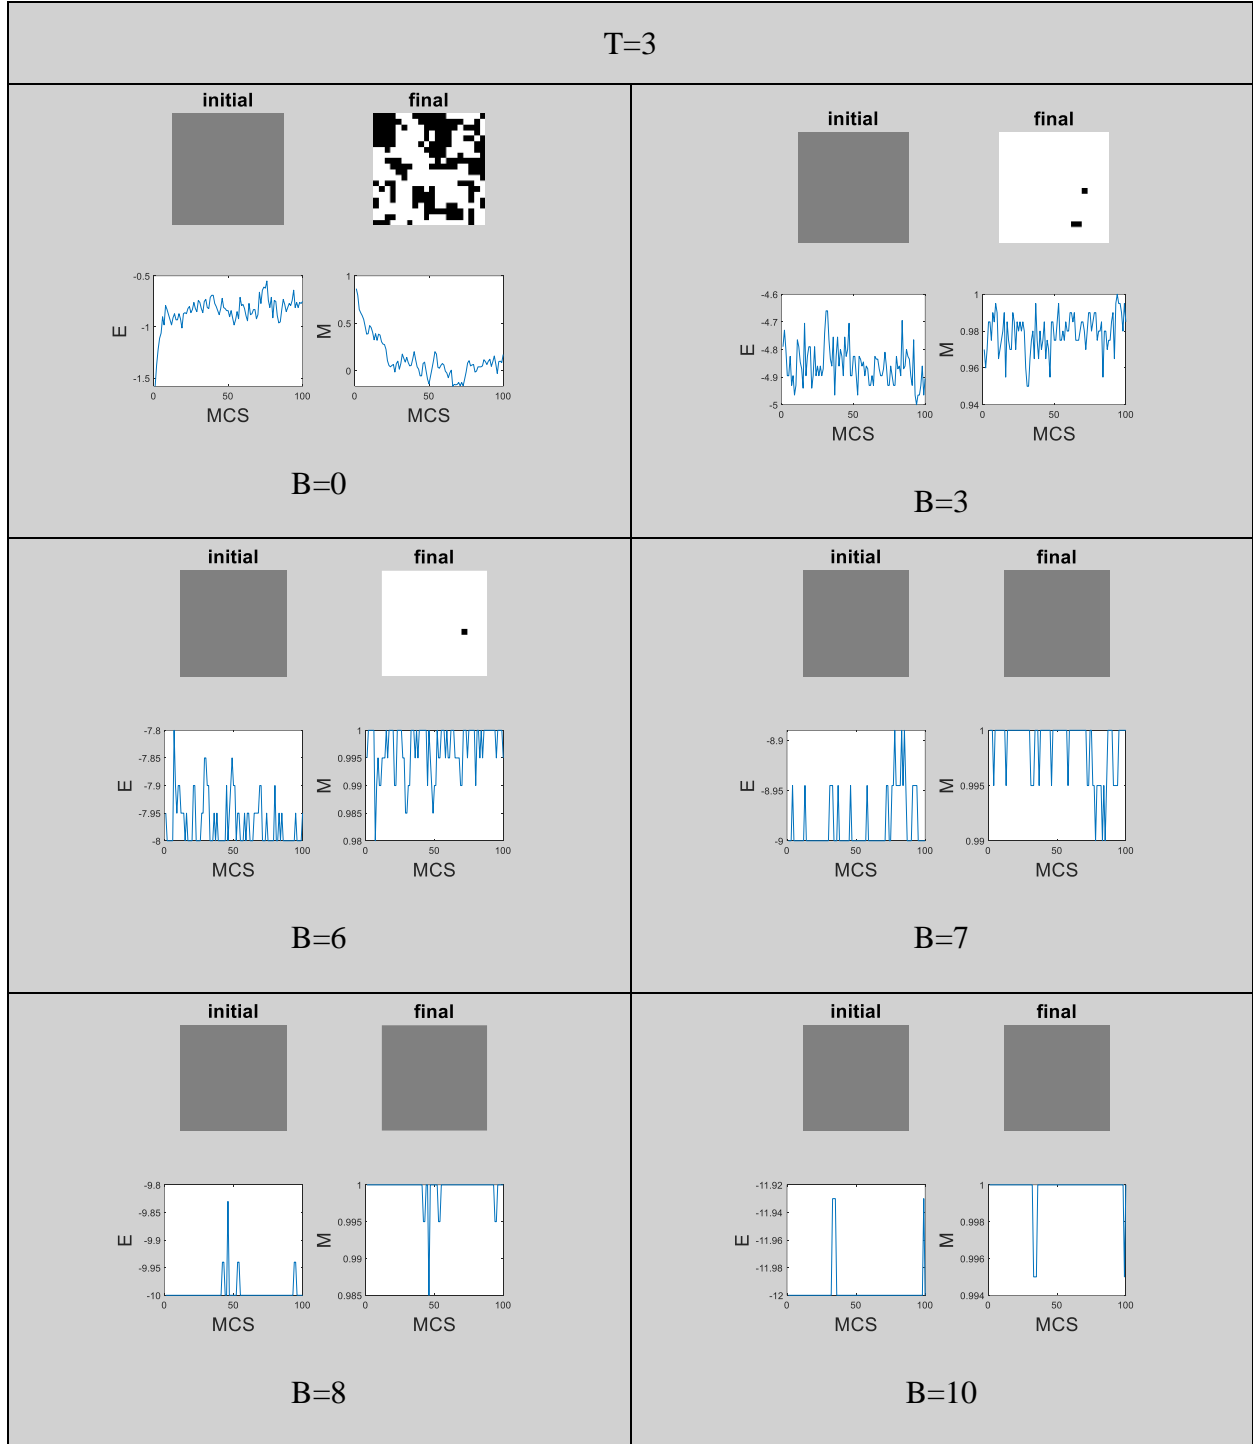 T=3
initial final
-0.5
-1
-1.5
E
0 50 100
MCS
1
0.5
0
M
0 50 100
MCS
B=0
initial final
-4.6
-4.7
-4.8
-4.9
-5
E
0 50 100
MCS
1
0.98
0.96
0.94
M
0 50 100
MCS
B=3
initial final
-7.8
-7.85
-7.9
-7.95
-8
E
0 50 100
MCS
1
0.995
0.99
0.985
0.98
M
0 50 100
MCS
B=6
initial final
-8.9
-8.95
-9
E
0 50 100
MCS
1
0.995
0.99
M
0 50 100
MCS
B=7
initial final
-9.8
-9.85
-9.9
-9.95
-10
E
0 50 100
MCS
1
0.995
0.99
0.985
M
0 50 100
MCS
B=8
initial final
-11.92
-11.94
-11.96
-11.98
-12
E
0 50 100
MCS
1
0.998
0.996
0.994
M
0 50 100
MCS
B=10